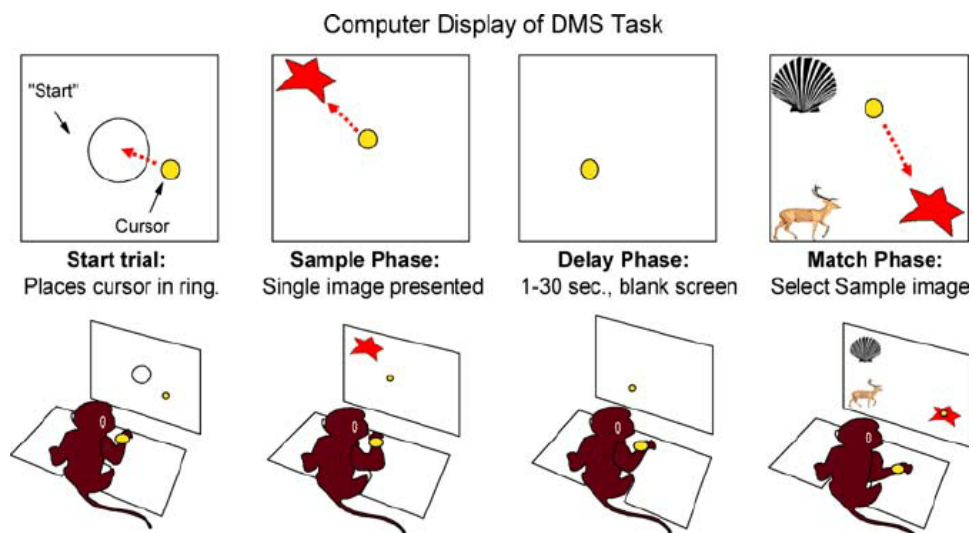 Computer Display of DMS Task
"Start"
Cursor
Start trial:
Places cursor in ring.
Sample Phase:
Single image presented
Delay Phase:
1-30 sec., blank screen
Match Phase:
Select Sample image